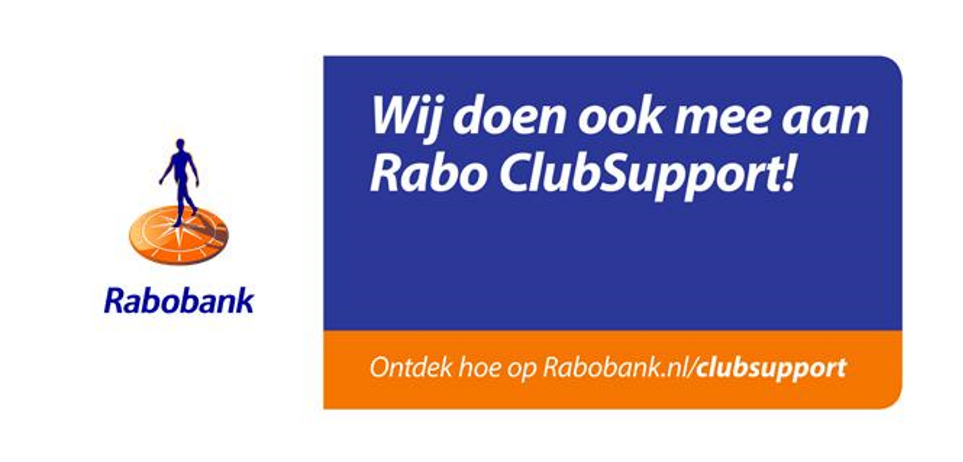 Wij doen ook mee aan
Rabo ClubSupport!
Rabobank
Ontdek hoe op Rabobank.nl/clubsupport